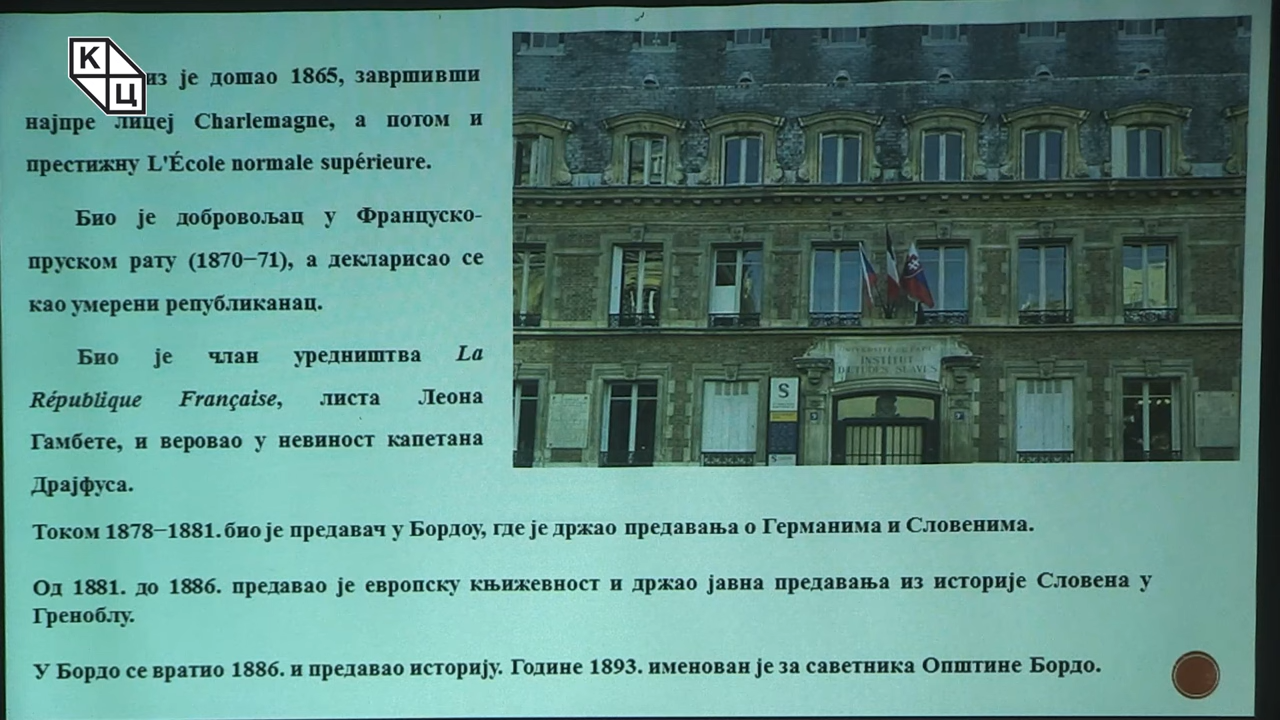 К
Ц
из је дошао 1865, завршивши
најпре лицеј Charlemagne, а потом и
престижну L'École normale supérieure.
Био је добровољац у Француско-
пруском рату (1870–71), а декларисао се
као умерени републиканац.
Био је члан уредништва La
République Française, листа Леона
Гамбете, и веровао у невиност капетана
Драјфуса.
INSTITUT
D'ETUDES SLAVES
S
Током 1878–1881. био је предавач у Бордоу, где је држао предавања о Германима и Словенима.
Од 1881. до 1886. предавао је европску књижевност и држао јавна предавања из историје Словена у
Греноблу.
У Бордо се вратио 1886. и предавао историју. Године 1893. именован је за саветника Општине Бордо.